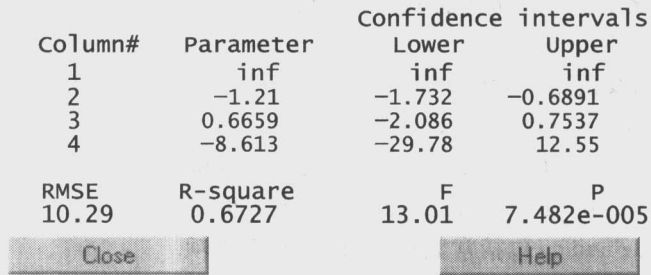 Confidence intervals
Column# Parameter Lower Upper
1 inf inf inf
2 −1.21 −1.732 −0.6891
3 0.6659 −2.086 0.7537
4 −8.613 −29.78 12.55
RMSE R-square F P
10.29 0.6727 13.01 7.482e-005
Close Help